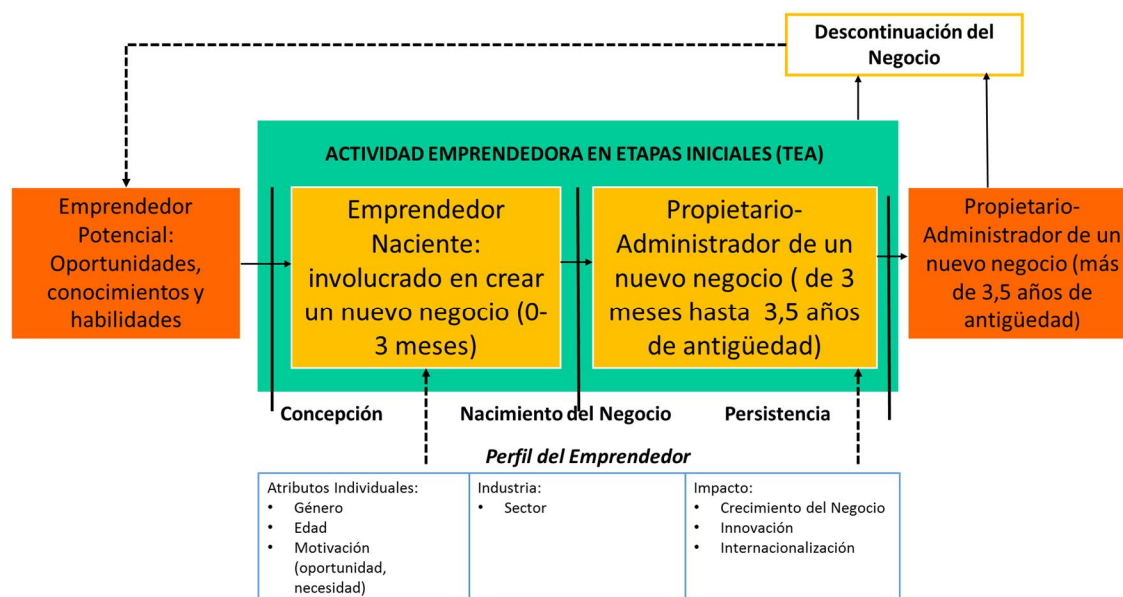 Descontinuación del
Negocio
ACTIVIDAD EMPRENDEDORA EN ETAPAS INICIALES (TEA)
Emprendedor
Potencial:
Oportunidades,
conocimientos y
habilidades
Emprendedor
Naciente:
involucrado en crear
un nuevo negocio (0-
3 meses)
Propietario-
Administrador de un
nuevo negocio ( de 3
meses hasta 3,5 años
de antigüedad)
Propietario-
Administrador de un
nuevo negocio (más
de 3,5 años de
antigüedad)
Concepción
Nacimiento del Negocio
Persistencia
Perfil del Emprendedor
Atributos Individuales:
• Género
• Edad
• Motivación
(oportunidad,
necesidad)
Industria:
• Sector
Impacto:
• Crecimiento del Negocio
• Innovación
• Internacionalización